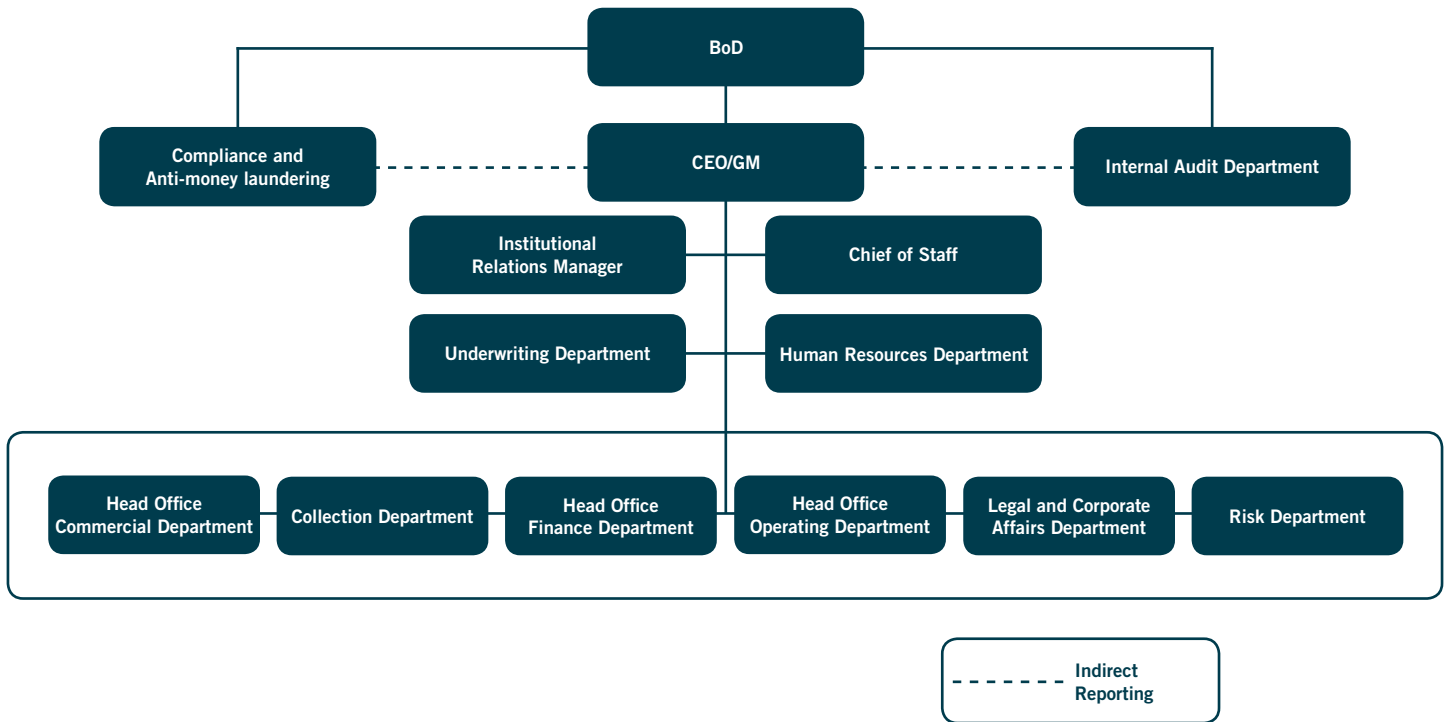 BoD
Compliance and
Anti-money laundering
CEO/GM
Internal Audit Department
Institutional
Relations Manager
Chief of Staff
Underwriting Department
Human Resources Department
Head Office
Commercial Department
Collection Department
Head Office
Finance Department
Head Office
Operating Department
Legal and Corporate
Affairs Department
Risk Department
Indirect
Reporting